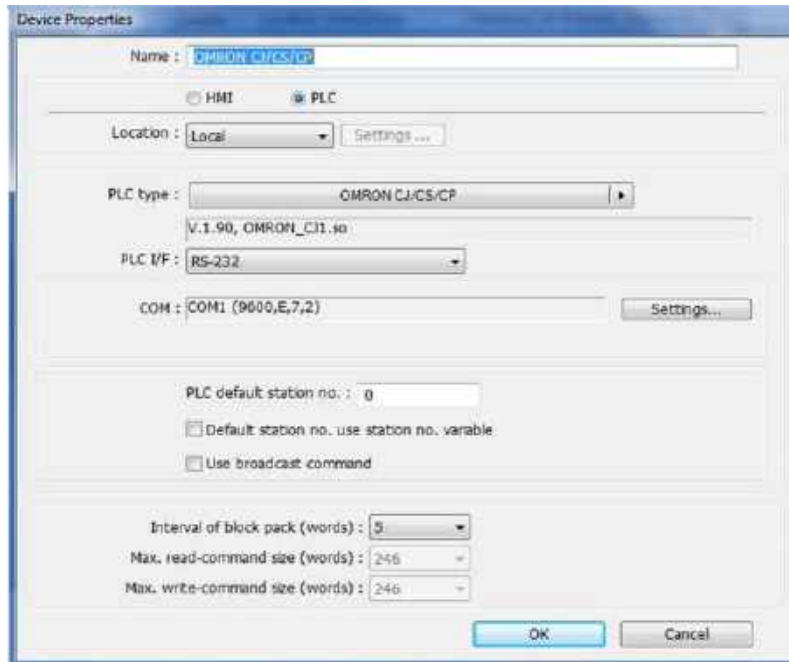 Device Properties
Name : OMRON CJ/CS/CP
HMI PLC
Location : Local Settings ...
PLC type : OMRON CJ/CS/CP
V.1.90, OMRON_CJ1.so
PLC I/F : RS-232
COM : COM1 (9600,E,7,2) Settings...
PLC default station no. : 0
Default station no. use station no. varable
Use broadcast command
Interval of block pack (words) : 5
Max. read-command size (words) : 246
Max. write-command size (words) : 246
OK Cancel